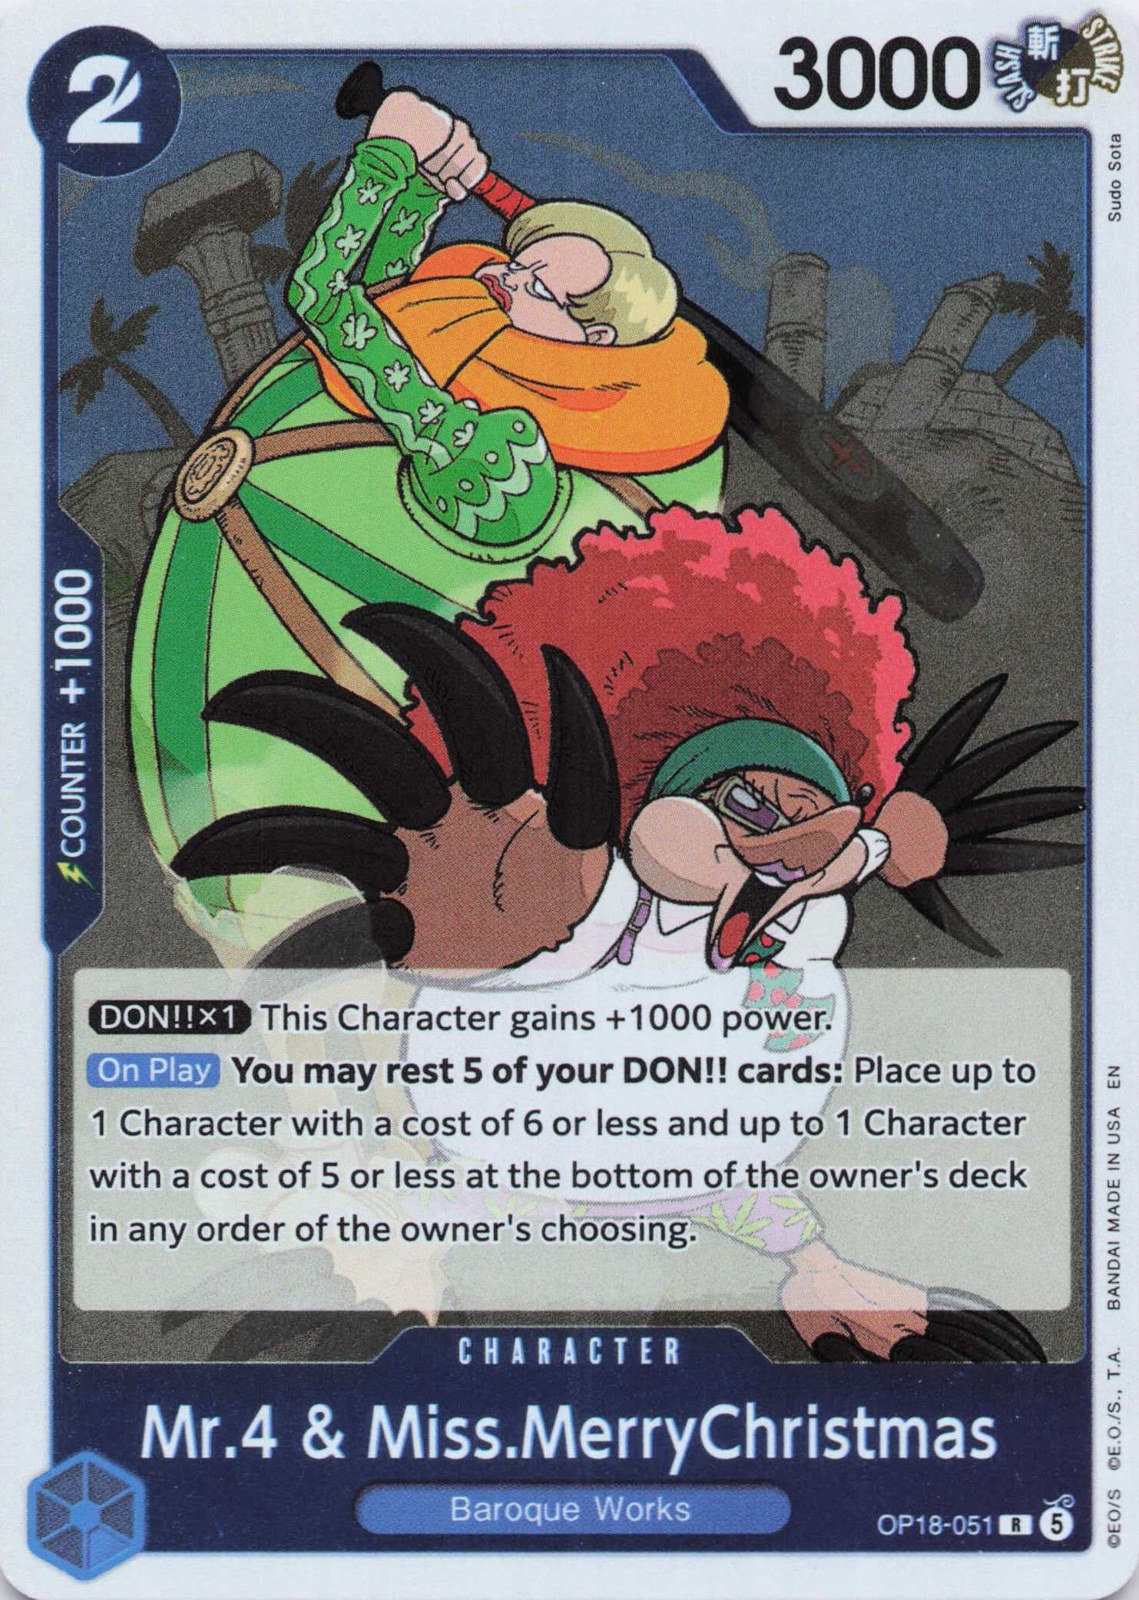 2
3000
SLASH 斬 打 STRIKE
Sudo Sota
COUNTER +1000
DON!!×1 This Character gains +1000 power.
On Play You may rest 5 of your DON!! cards: Place up to
1 Character with a cost of 6 or less and up to 1 Character
with a cost of 5 or less at the bottom of the owner's deck
in any order of the owner's choosing.
CHARACTER
Mr.4 & Miss.MerryChristmas
Baroque Works
OP18-051 R 5
©EO/S ©E.O./S., T.A. BANDAI MADE IN USA EN